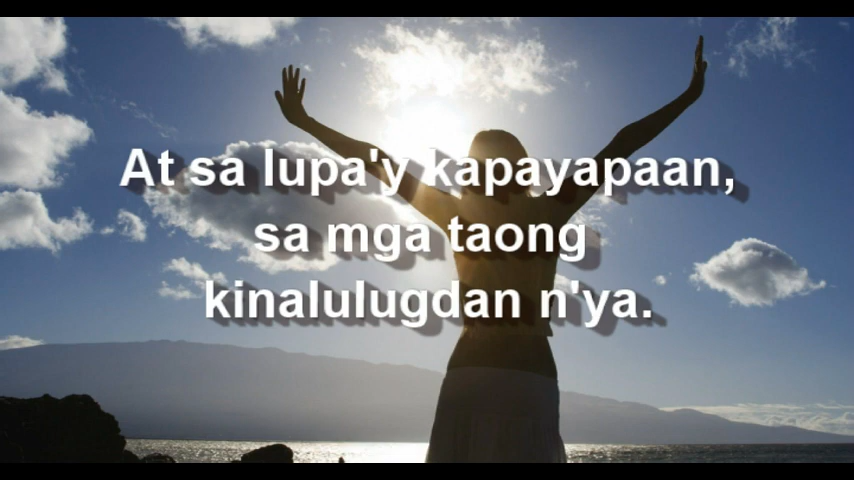 At sa lupa'y kapayapaan,
sa mga taong
kinalulugdan n'ya.